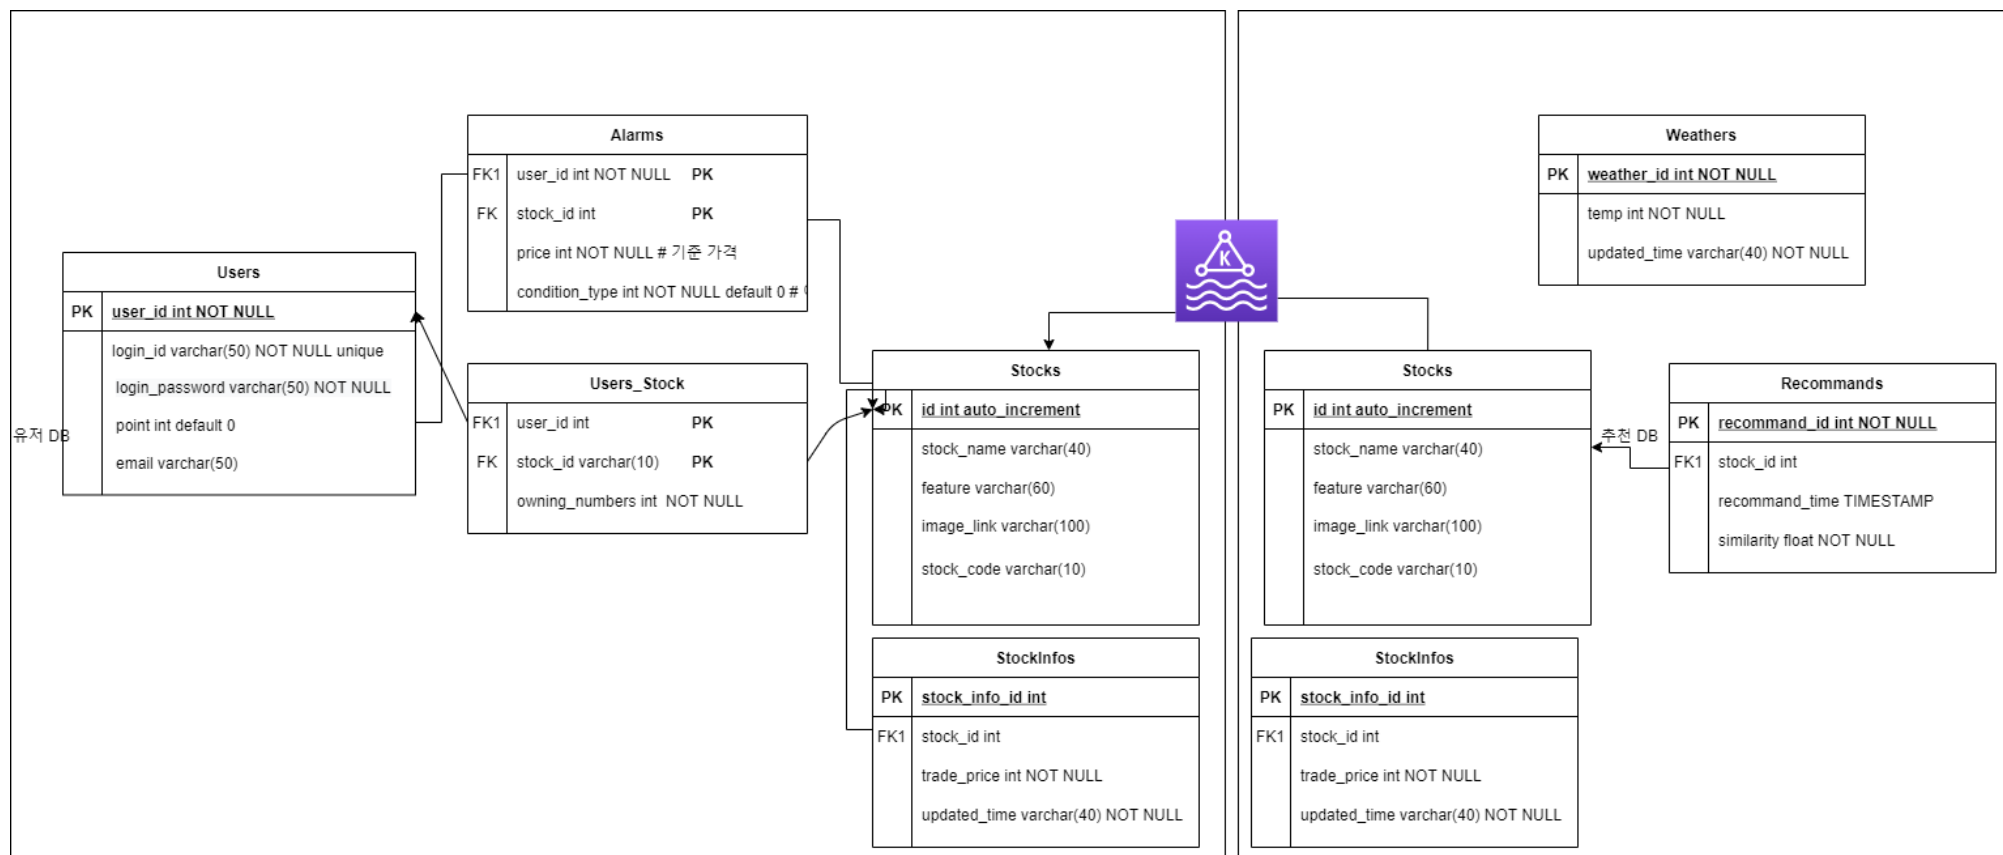 유저 DB
Users
PK user_id int NOT NULL
login_id varchar(50) NOT NULL unique
login_password varchar(50) NOT NULL
point int default 0
email varchar(50)
Alarms
FK1 user_id int NOT NULL PK
FK stock_id int PK
price int NOT NULL # 기준 가격
condition_type int NOT NULL default 0 #
Users_Stock
FK1 user_id int PK
FK stock_id varchar(10) PK
owning_numbers int NOT NULL
Stocks
PK id int auto_increment
stock_name varchar(40)
feature varchar(60)
image_link varchar(100)
stock_code varchar(10)
StockInfos
PK stock_info_id int
FK1 stock_id int
trade_price int NOT NULL
updated_time varchar(40) NOT NULL
K
추천 DB
Stocks
PK id int auto_increment
stock_name varchar(40)
feature varchar(60)
image_link varchar(100)
stock_code varchar(10)
StockInfos
PK stock_info_id int
FK1 stock_id int
trade_price int NOT NULL
updated_time varchar(40) NOT NULL
Weathers
PK weather_id int NOT NULL
temp int NOT NULL
updated_time varchar(40) NOT NULL
Recommands
PK recommand_id int NOT NULL
FK1 stock_id int
recommand_time TIMESTAMP
similarity float NOT NULL